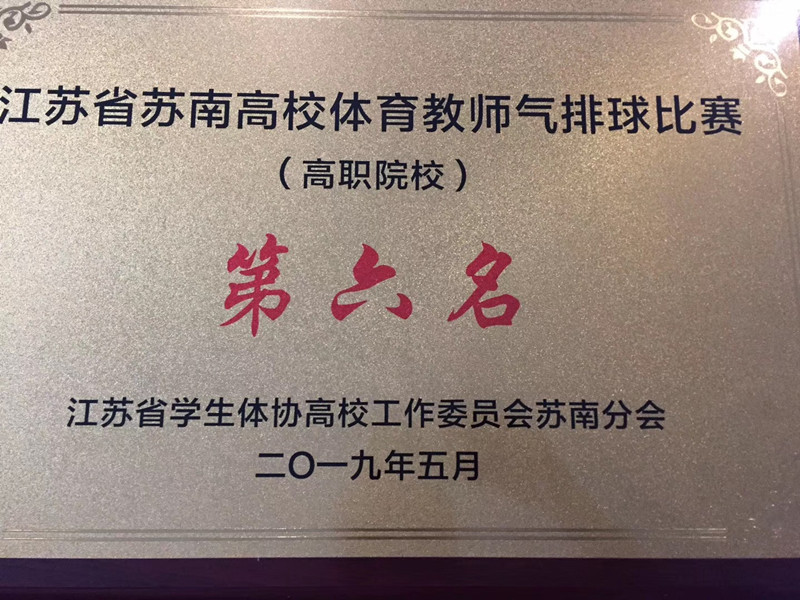 江苏省苏南高校体育教师气排球比赛
（高职院校）
第六名
江苏省学生体协高校工作委员会苏南分会
二〇一九年五月